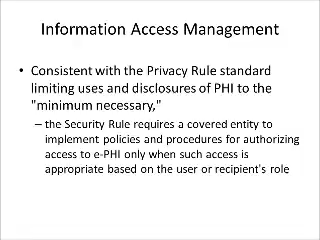 Information Access Management
• Consistent with the Privacy Rule standard
limiting uses and disclosures of PHI to the
"minimum necessary,"
– the Security Rule requires a covered entity to
implement policies and procedures for authorizing
access to e-PHI only when such access is
appropriate based on the user or recipient's role